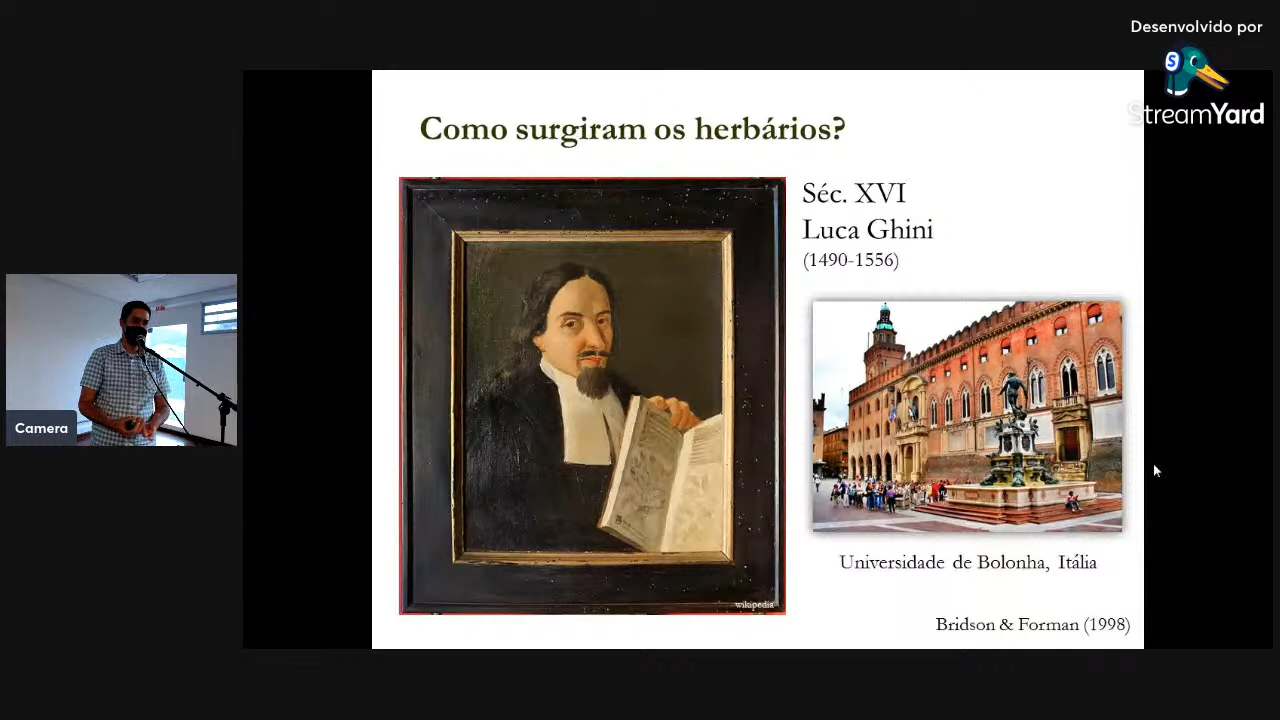 Desenvolvido por
StreamYard
Como surgiram os herbários?
Séc. XVI
Luca Ghini
(1490-1556)
wikipedia
Universidade de Bolonha, Itália
Bridson & Forman (1998)
Camera